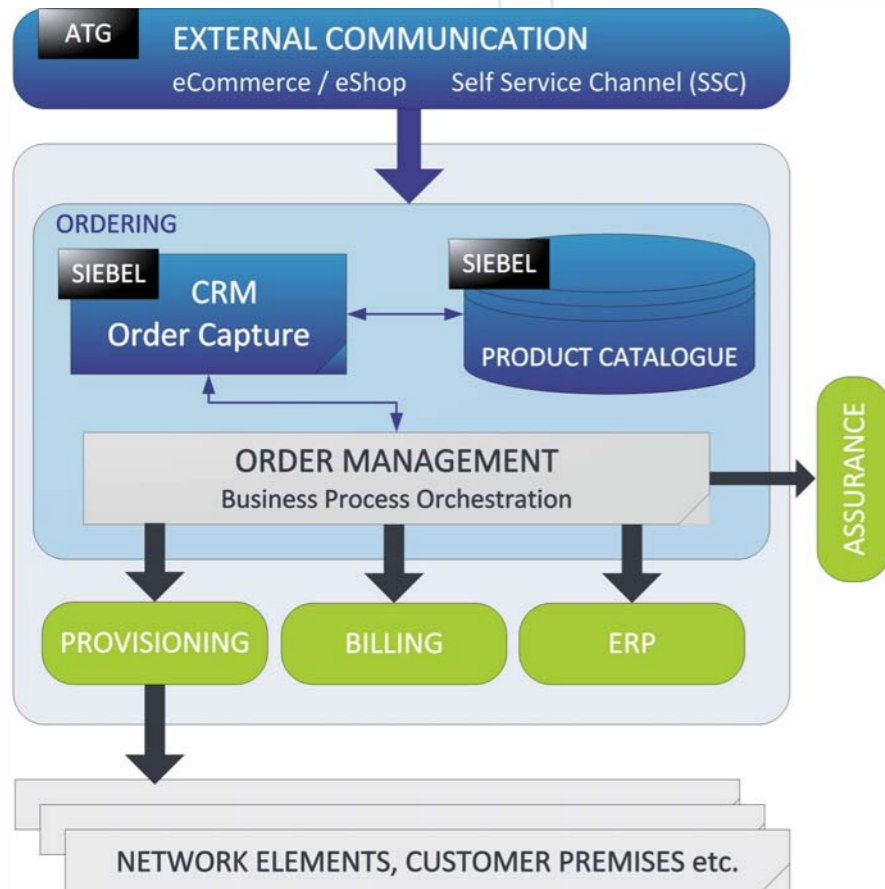 ATG
EXTERNAL COMMUNICATION
eCommerce / eShop Self Service Channel (SSC)
ORDERING
SIEBEL
CRM
Order Capture
SIEBEL
PRODUCT CATALOGUE
ORDER MANAGEMENT
Business Process Orchestration
ASSURANCE
PROVISIONING
BILLING
ERP
NETWORK ELEMENTS, CUSTOMER PREMISES etc.